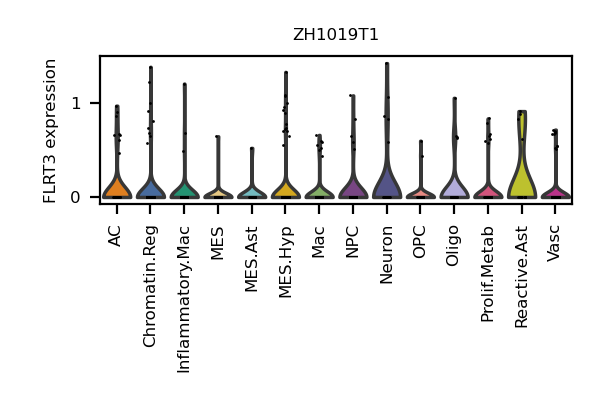 ZH1019T1
FLRT3 expression
1
0
AC
Chromatin.Reg
Inflammatory.Mac
MES
MES.Ast
MES.Hyp
Mac
NPC
Neuron
OPC
Oligo
Prolif.Metab
Reactive.Ast
Vasc